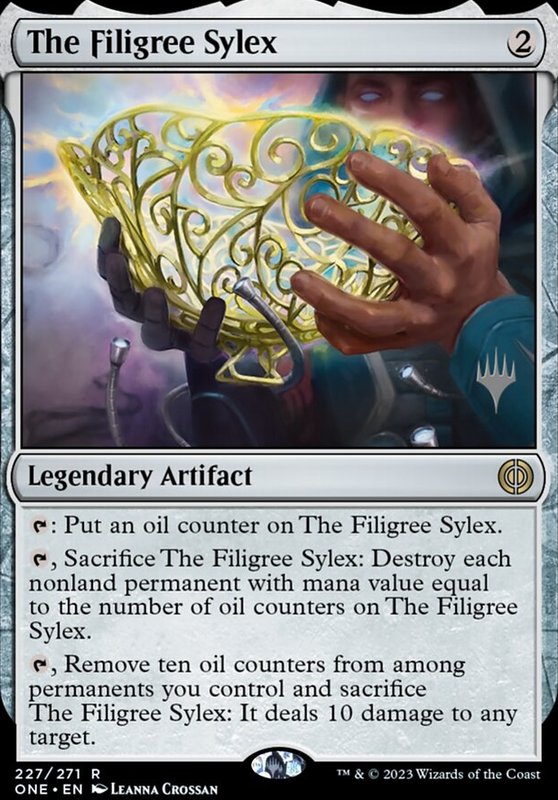 The Filigree Sylex 2
Legendary Artifact
: Put an oil counter on The Filigree Sylex.
, Sacrifice The Filigree Sylex: Destroy each
nonland permanent with mana value equal
to the number of oil counters on The Filigree
Sylex.
, Remove ten oil counters from among
permanents you control and sacrifice
The Filigree Sylex: It deals 10 damage to any
target.
227/271 R
ONE • EN Leanna Crossan
™ & © 2023 Wizards of the Coast